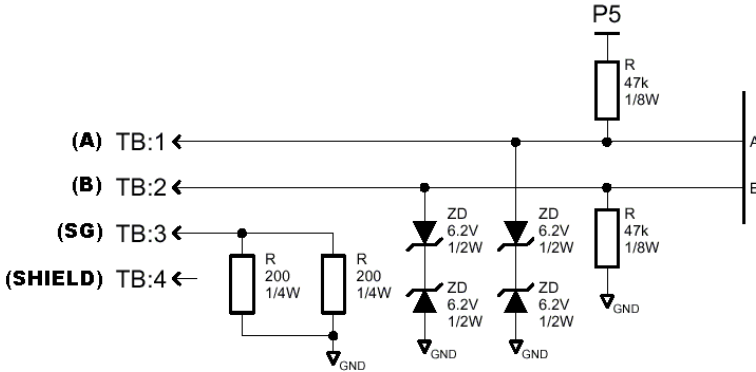 P5
R
47k
1/8W
(A) TB:1
A
(B) TB:2
B
(SG) TB:3
(SHIELD) TB:4
R
200
1/4W
R
200
1/4W
ZD
6.2V
1/2W
ZD
6.2V
1/2W
ZD
6.2V
1/2W
ZD
6.2V
1/2W
R
47k
1/8W
GND
GND
GND
GND